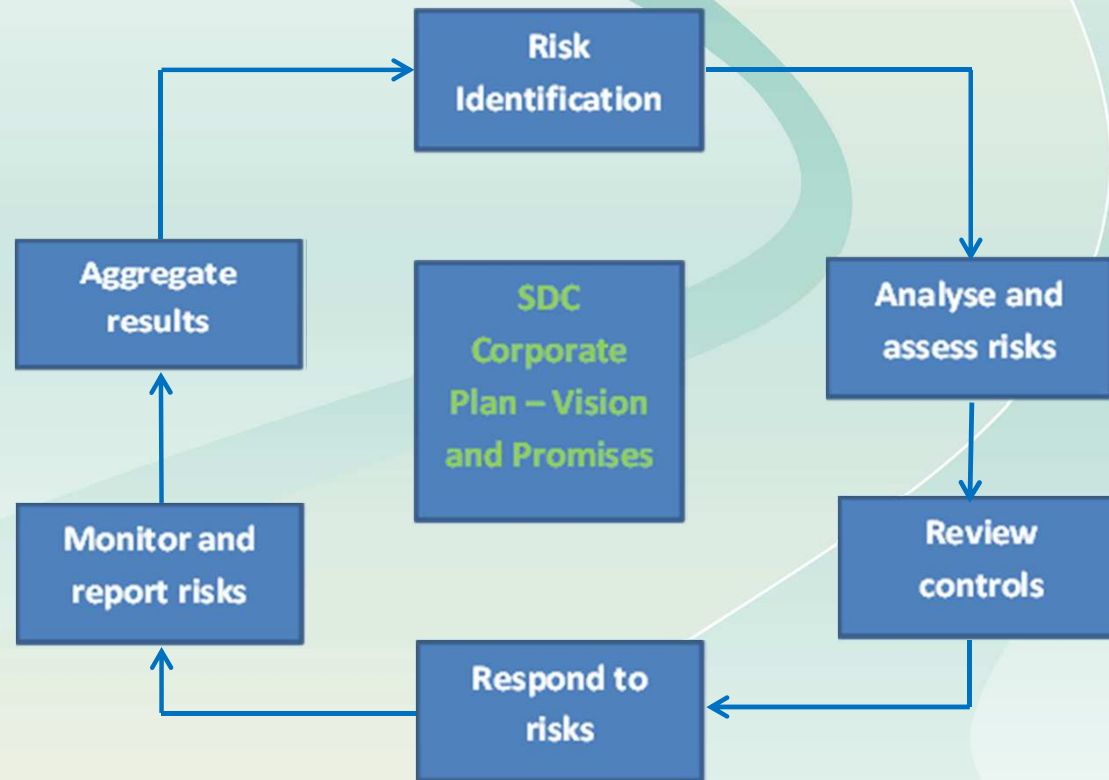 Risk
Identification
Analyse and
assess risks
Review
controls
Respond to
risks
Monitor and
report risks
Aggregate
results
SDC
Corporate
Plan – Vision
and Promises